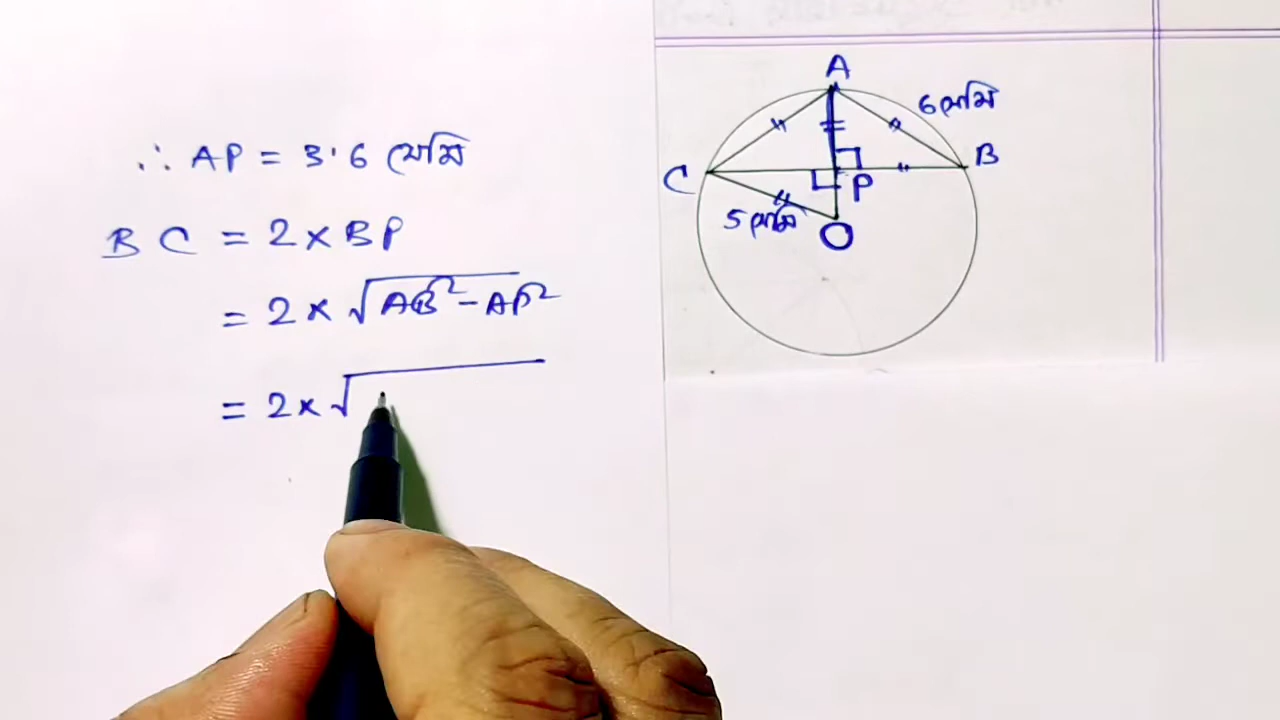 ∴ AP = 3.6 সেমি
BC = 2 × BP
= 2 × √AB² - AP²
= 2 × √
A
6 সেমি
B
C
P
5 সেমি
O